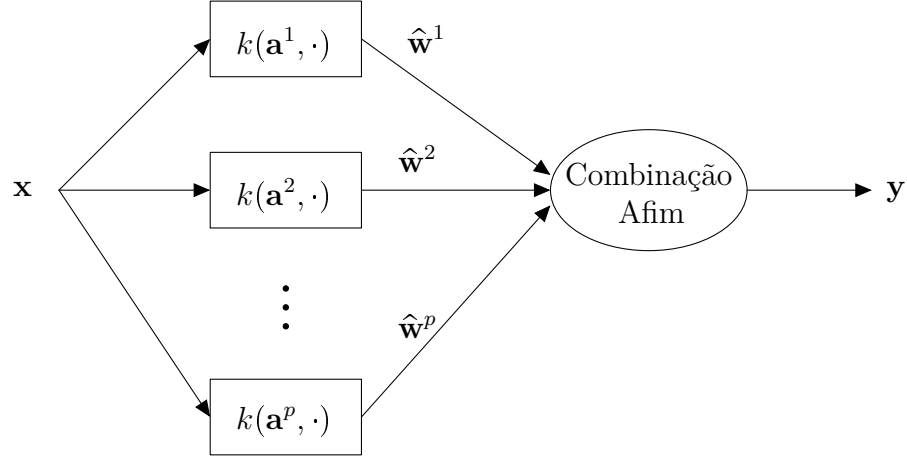 k(a¹, ·)
ŵ¹
x
k(a², ·)
ŵ²
Combinação
Afim
y
⋮
ŵᵖ
k(aᵖ, ·)